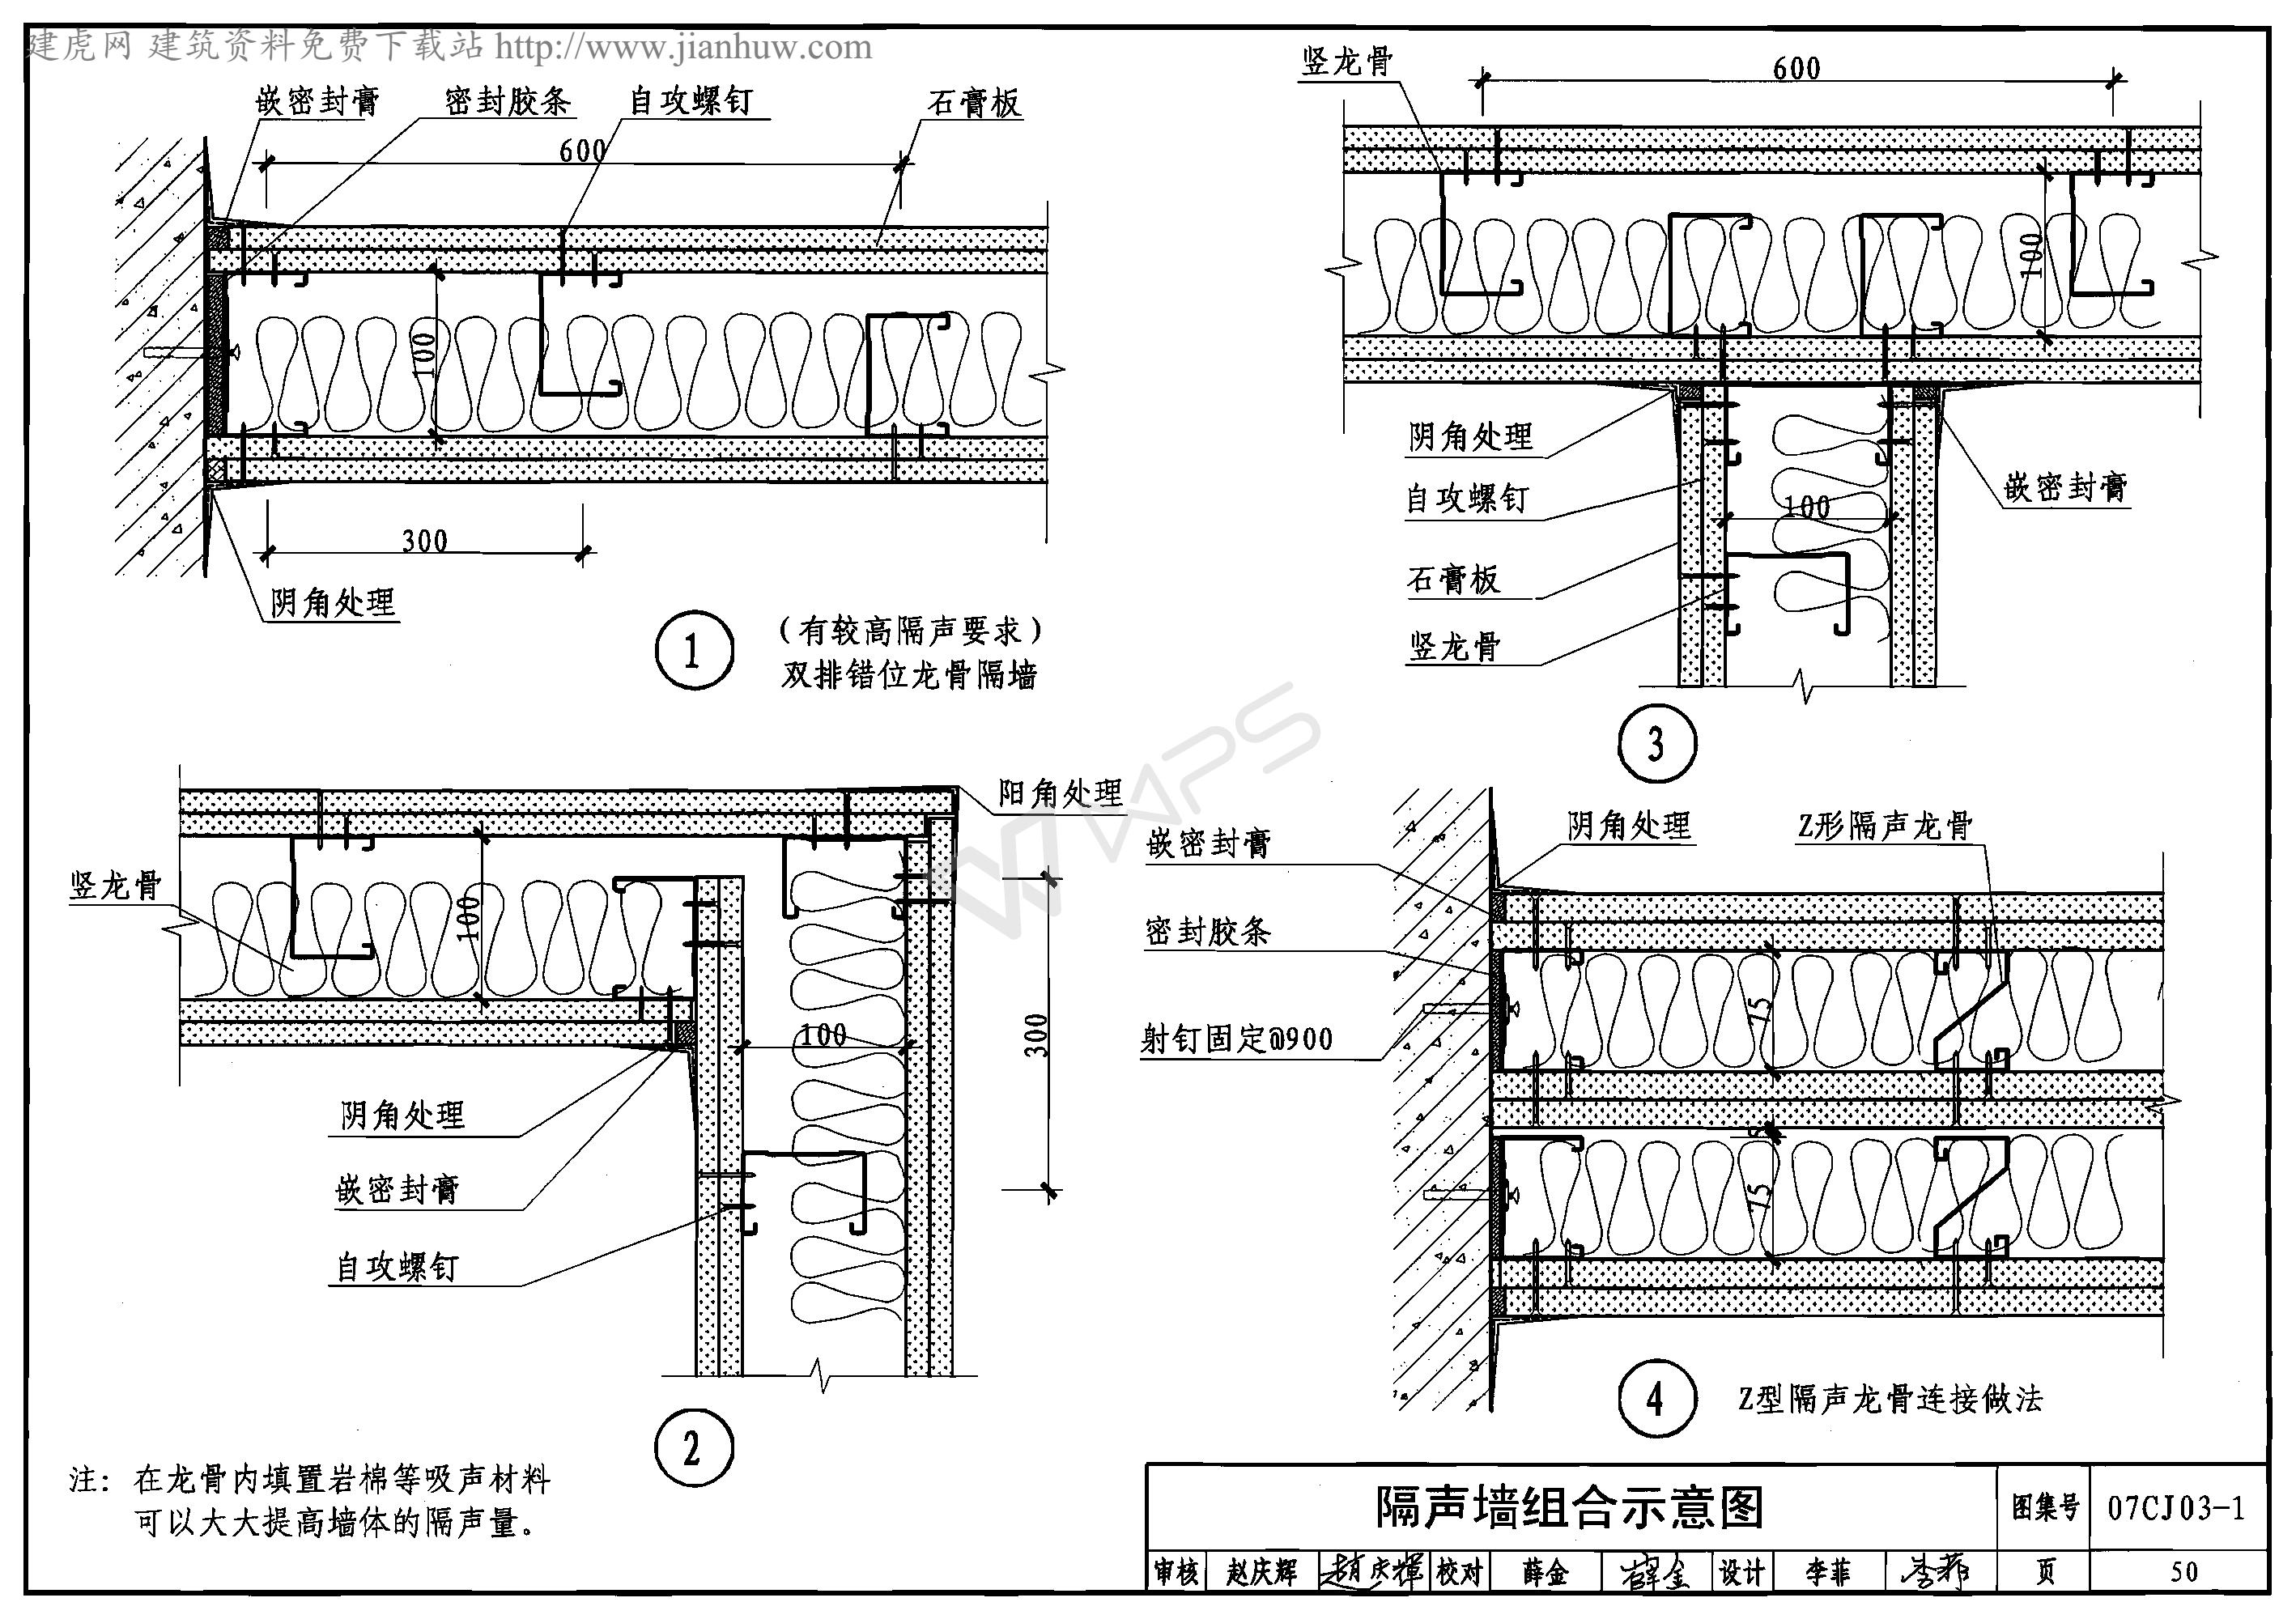 建虎网 建筑资料免费下载站 http://www.jianhuw.com
嵌密封膏
密封胶条
自攻螺钉
石膏板
600
100
300
阴角处理
1
（有较高隔声要求）
双排错位龙骨隔墙
竖龙骨
600
100
阴角处理
自攻螺钉
石膏板
竖龙骨
嵌密封膏
100
3
阳角处理
竖龙骨
100
100
300
阴角处理
嵌密封膏
自攻螺钉
2
阴角处理
Z形隔声龙骨
嵌密封膏
密封胶条
射钉固定@900
75
5
75
4
Z型隔声龙骨连接做法
WPS
注：在龙骨内填置岩棉等吸声材料
可以大大提高墙体的隔声量。
隔声墙组合示意图
图集号
07CJ03-1
审核 赵庆辉 赵庆辉 校对 薛金 薛金 设计 李菲 李菲 页 50